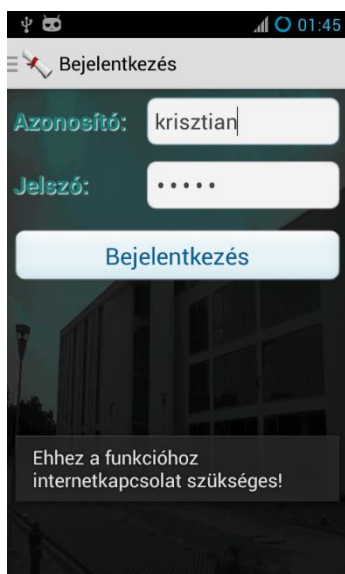 01:45
Bejelentkezés
Azonosító:
krisztian
Jelszó:
•••••
Bejelentkezés
Ehhez a funkcióhoz
internetkapcsolat szükséges!